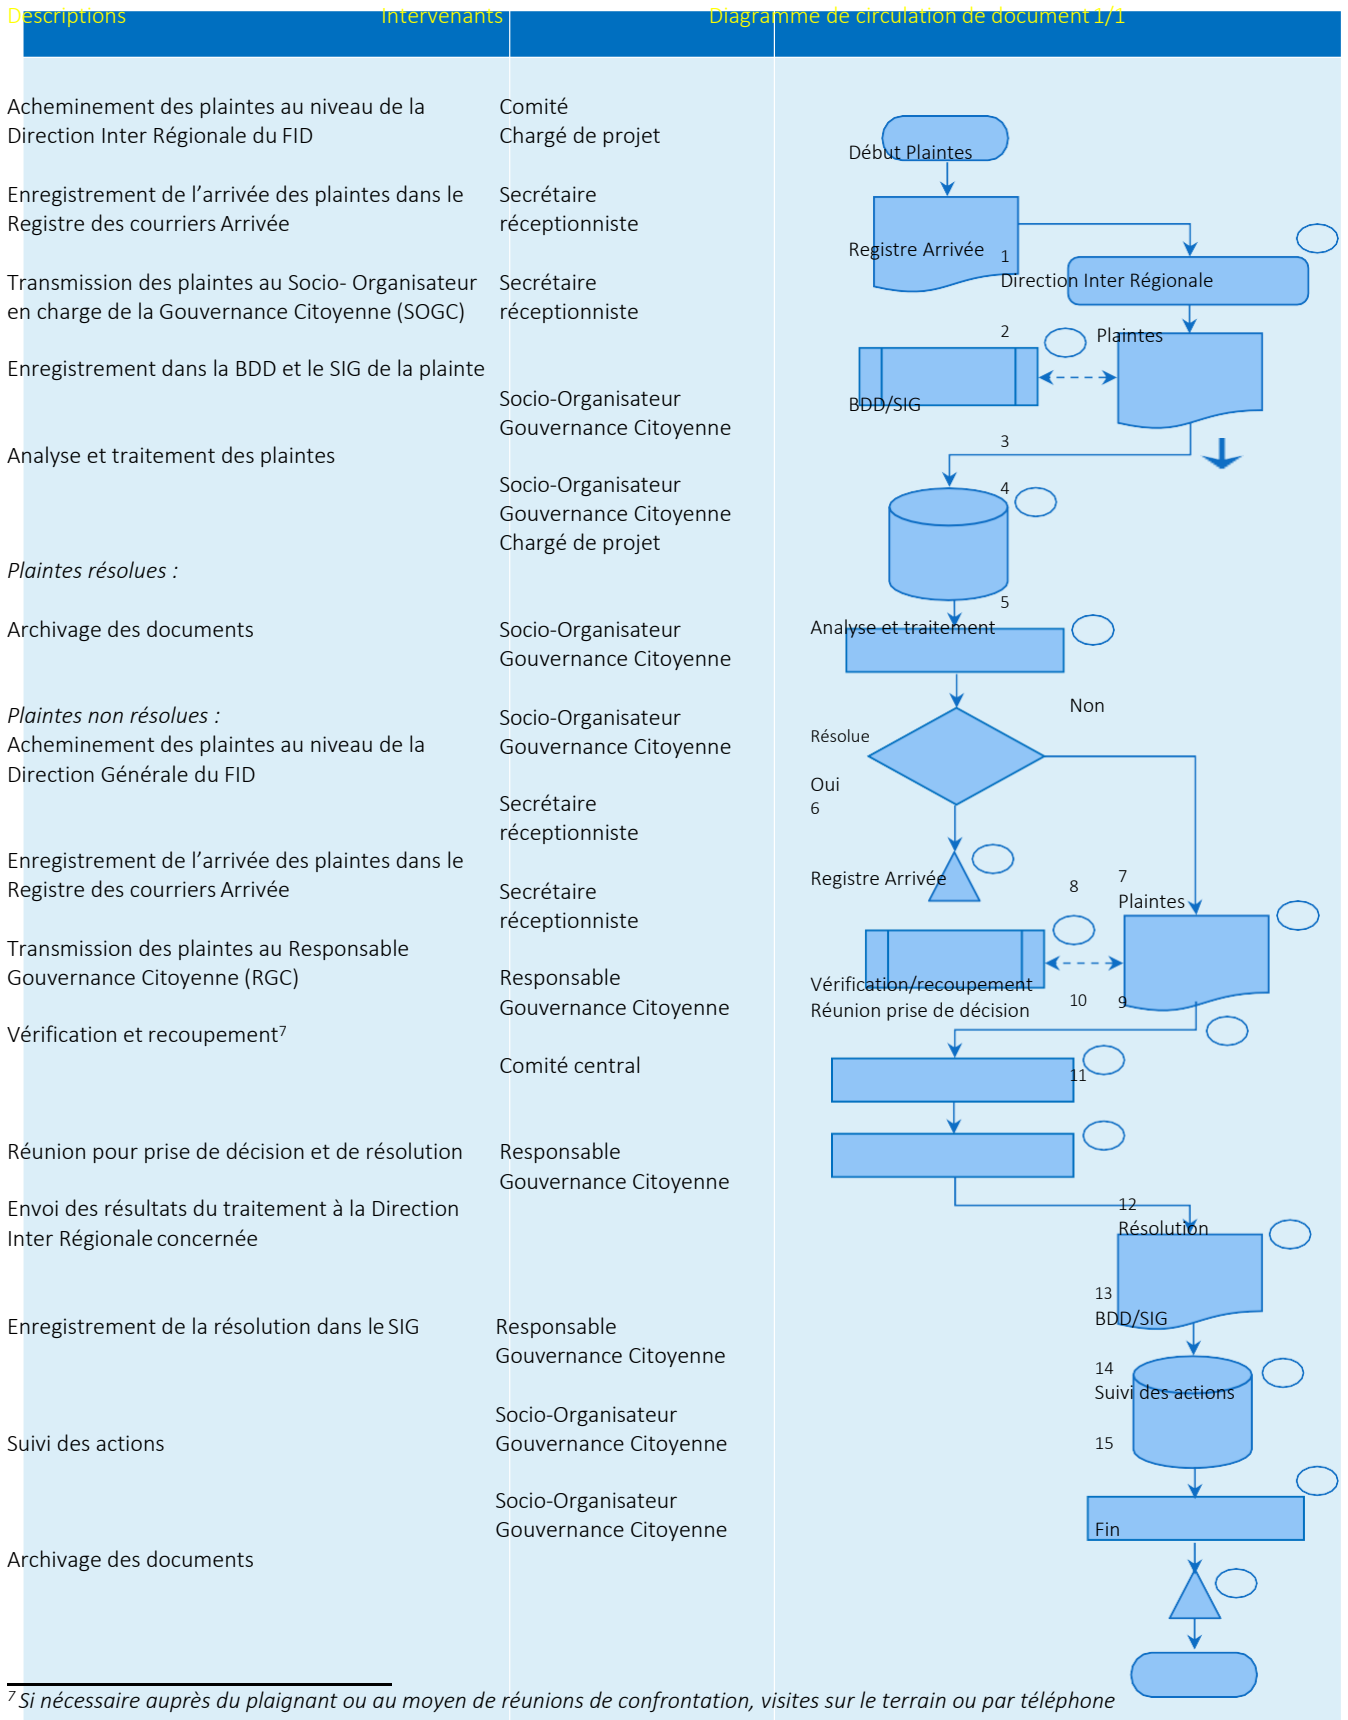 Descriptions
Intervenants
Diagramme de circulation de document 1/1
Acheminement des plaintes au niveau de la
Direction Inter Régionale du FID
Comité
Chargé de projet
Enregistrement de l’arrivée des plaintes dans le
Registre des courriers Arrivée
Secrétaire
réceptionniste
Transmission des plaintes au Socio- Organisateur
en charge de la Gouvernance Citoyenne (SOGC)
Secrétaire
réceptionniste
Enregistrement dans la BDD et le SIG de la plainte
Socio-Organisateur
Gouvernance Citoyenne
Analyse et traitement des plaintes
Socio-Organisateur
Gouvernance Citoyenne
Chargé de projet
Plaintes résolues :
Archivage des documents
Socio-Organisateur
Gouvernance Citoyenne
Plaintes non résolues :
Acheminement des plaintes au niveau de la
Direction Générale du FID
Socio-Organisateur
Gouvernance Citoyenne
Secrétaire
réceptionniste
Enregistrement de l’arrivée des plaintes dans le
Registre des courriers Arrivée
Secrétaire
réceptionniste
Transmission des plaintes au Responsable
Gouvernance Citoyenne (RGC)
Responsable
Gouvernance Citoyenne
Vérification et recoupement7
Comité central
Réunion pour prise de décision et de résolution
Responsable
Gouvernance Citoyenne
Envoi des résultats du traitement à la Direction
Inter Régionale concernée
Enregistrement de la résolution dans le SIG
Responsable
Gouvernance Citoyenne
Suivi des actions
Socio-Organisateur
Gouvernance Citoyenne
Socio-Organisateur
Gouvernance Citoyenne
Archivage des documents
Début Plaintes
Registre Arrivée
1
Direction Inter Régionale
2
Plaintes
BDD/SIG
3
4
5
Analyse et traitement
Non
Résolue
Oui
6
Registre Arrivée
8
7
Plaintes
Vérification/recoupement
Réunion prise de décision
10
9
11
12
Résolution
13
BDD/SIG
14
Suivi des actions
15
Fin
7 Si nécessaire auprès du plaignant ou au moyen de réunions de confrontation, visites sur le terrain ou par téléphone